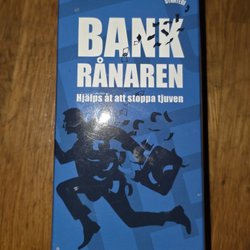 BANK
RÅNAREN
Hjälps åt att stoppa tjuven